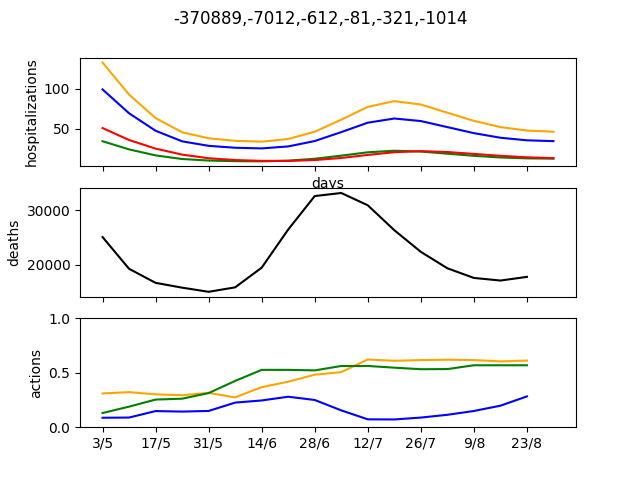 -370889,-7012,-612,-81,-321,-1014
hospitalizations
100
50
days
deaths
30000
20000
actions
1.0
0.5
0.0
3/5 17/5 31/5 14/6 28/6 12/7 26/7 9/8 23/8